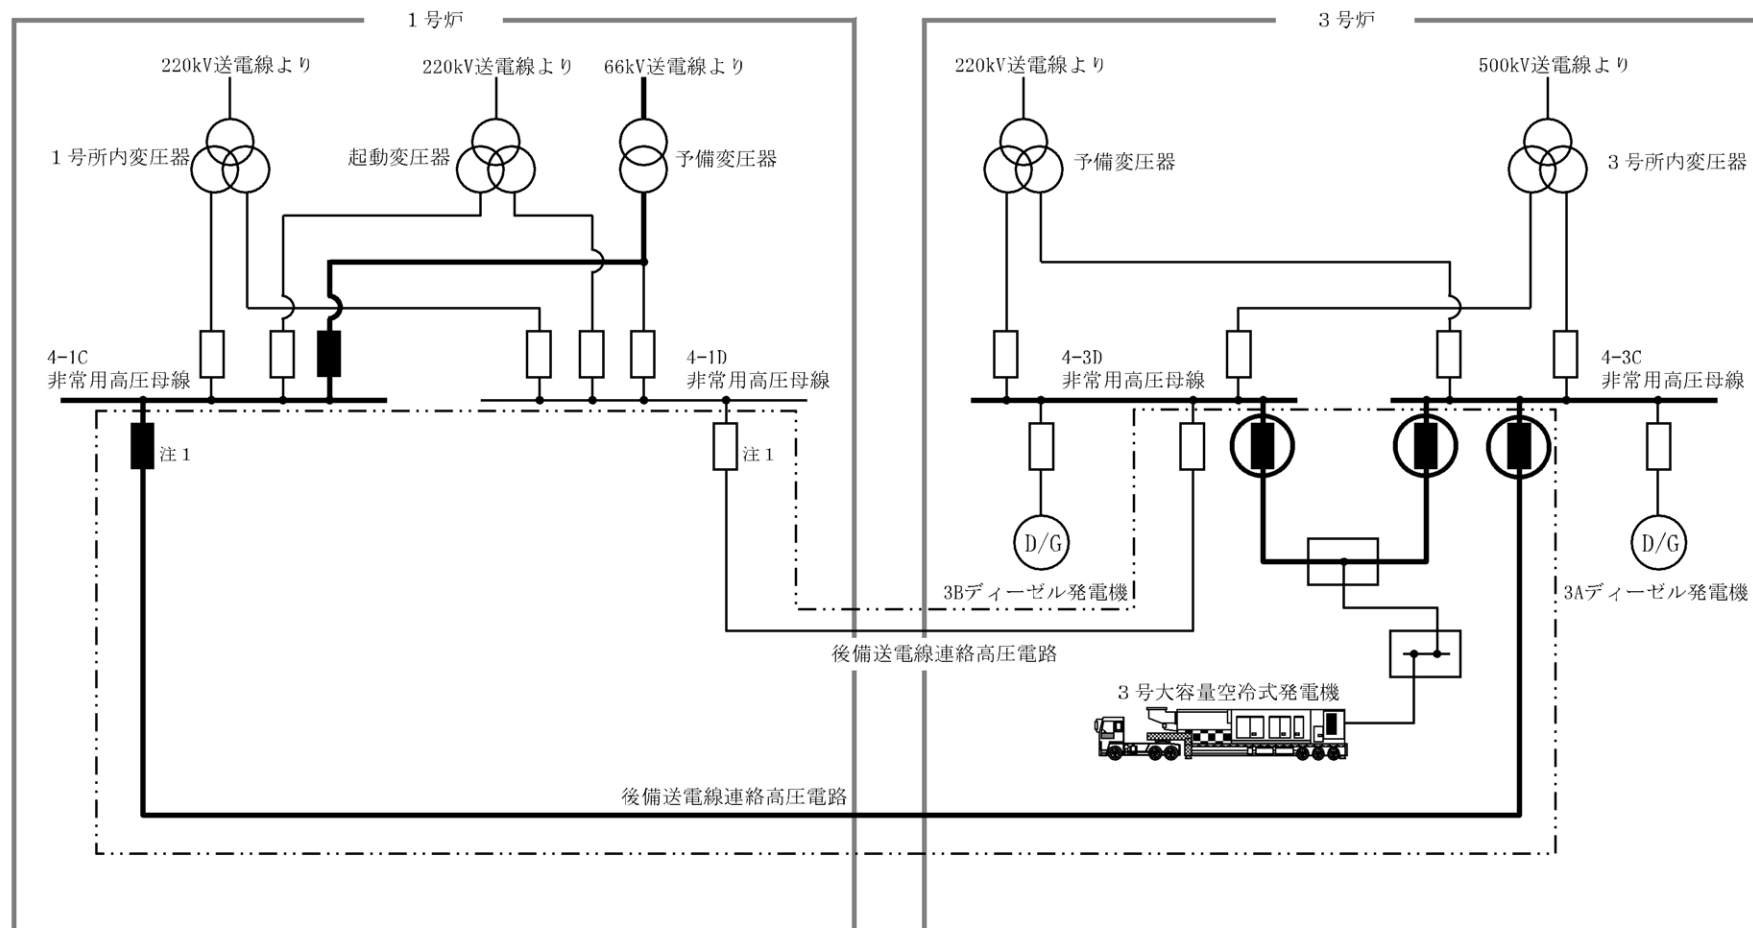 1号炉
3号炉
220kV送電線より
220kV送電線より
66kV送電線より
220kV送電線より
500kV送電線より
1号所内変圧器
起動変圧器
予備変圧器
予備変圧器
3号所内変圧器
4-1C
非常用高圧母線
4-1D
非常用高圧母線
4-3D
非常用高圧母線
4-3C
非常用高圧母線
注1
注1
D/G
D/G
3Bディーゼル発電機
3Aディーゼル発電機
後備送電線連絡高圧電路
3号大容量空冷式発電機
後備送電線連絡高圧電路